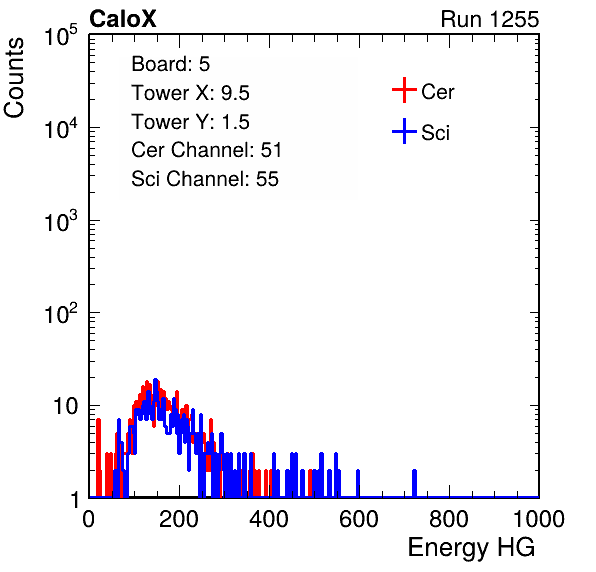 CaloX Run 1255
Counts
Board: 5
Tower X: 9.5
Tower Y: 1.5
Cer Channel: 51
Sci Channel: 55
Cer
Sci
10^5
10^4
10^3
10^2
10
1
0 200 400 600 800 1000
Energy HG